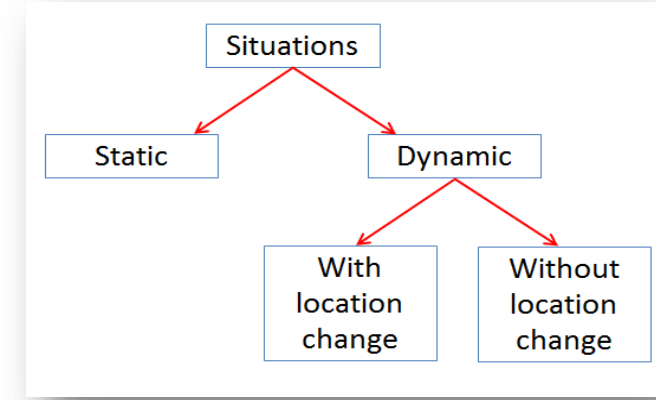 Situations
Static
Dynamic
With
location
change
Without
location
change